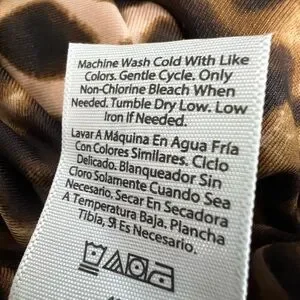 Machine Wash Cold With Like
Colors. Gentle Cycle. Only
Non-Chlorine Bleach When
Needed. Tumble Dry Low. Low
Iron If Needed.
Lavar A Máquina En Agua Fría
Con Colores Similares. Ciclo
Delicado. Blanqueador Sin
Cloro Solamente Cuando Sea
Necesario. Secar En Secadora
A Temperatura Baja. Plancha
Tibia, Si Es Necesario.